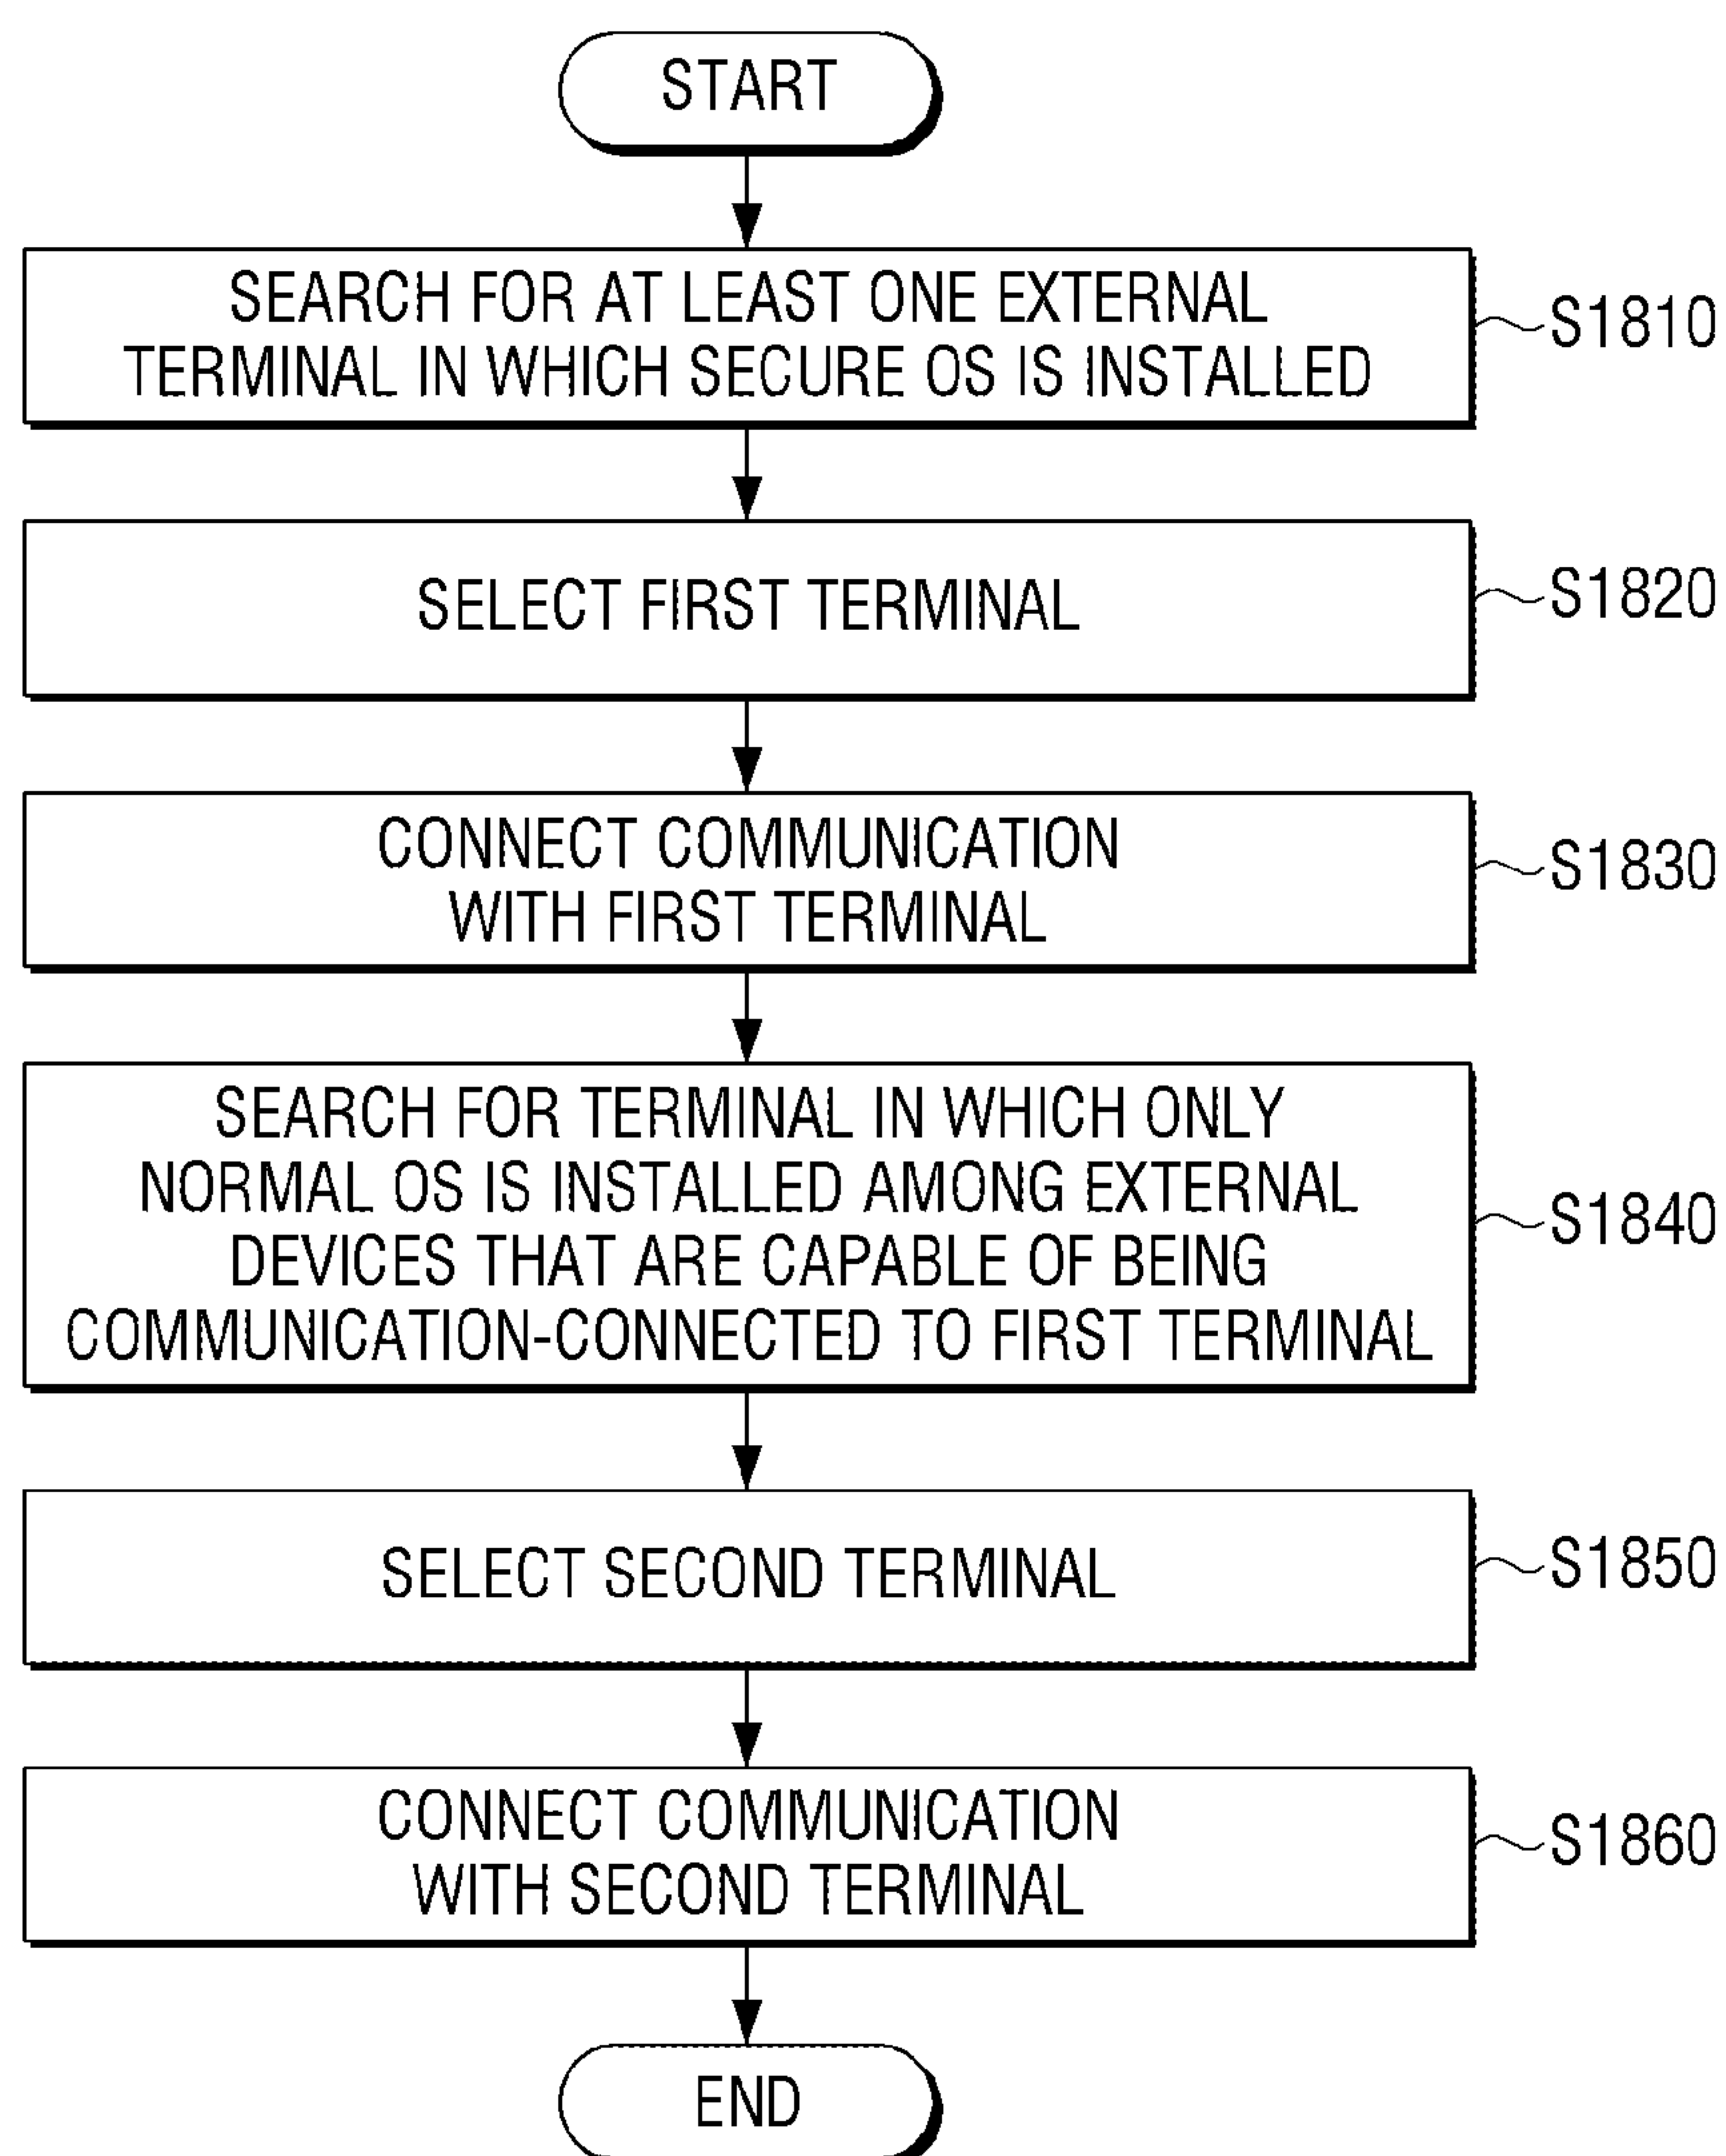 START
SEARCH FOR AT LEAST ONE EXTERNAL
TERMINAL IN WHICH SECURE OS IS INSTALLED
S1810
SELECT FIRST TERMINAL
S1820
CONNECT COMMUNICATION
WITH FIRST TERMINAL
S1830
SEARCH FOR TERMINAL IN WHICH ONLY
NORMAL OS IS INSTALLED AMONG EXTERNAL
DEVICES THAT ARE CAPABLE OF BEING
COMMUNICATION-CONNECTED TO FIRST TERMINAL
S1840
SELECT SECOND TERMINAL
S1850
CONNECT COMMUNICATION
WITH SECOND TERMINAL
S1860
END